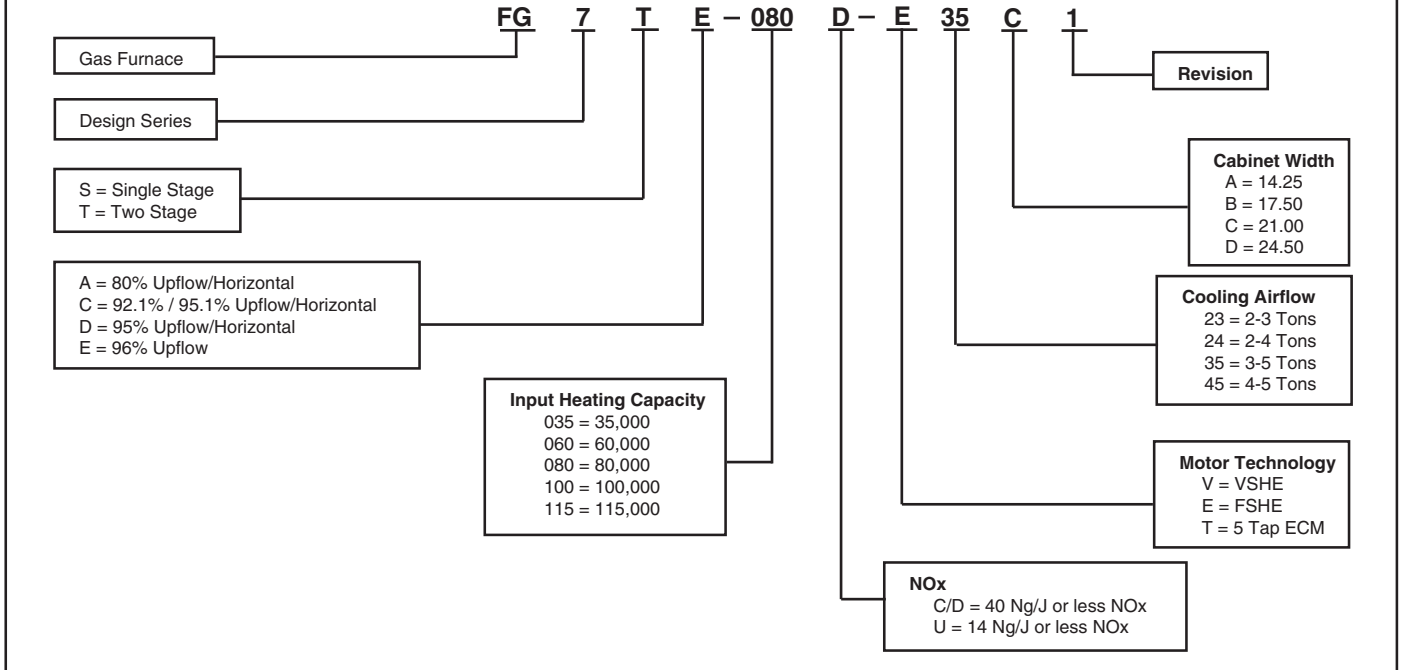 FG 7 T E – 080 D – E 35 C 1
Gas Furnace
Design Series
S = Single Stage
T = Two Stage
A = 80% Upflow/Horizontal
C = 92.1% / 95.1% Upflow/Horizontal
D = 95% Upflow/Horizontal
E = 96% Upflow
Input Heating Capacity
035 = 35,000
060 = 60,000
080 = 80,000
100 = 100,000
115 = 115,000
Revision
Cabinet Width
A = 14.25
B = 17.50
C = 21.00
D = 24.50
Cooling Airflow
23 = 2-3 Tons
24 = 2-4 Tons
35 = 3-5 Tons
45 = 4-5 Tons
Motor Technology
V = VSHE
E = FSHE
T = 5 Tap ECM
NOx
C/D = 40 Ng/J or less NOx
U = 14 Ng/J or less NOx